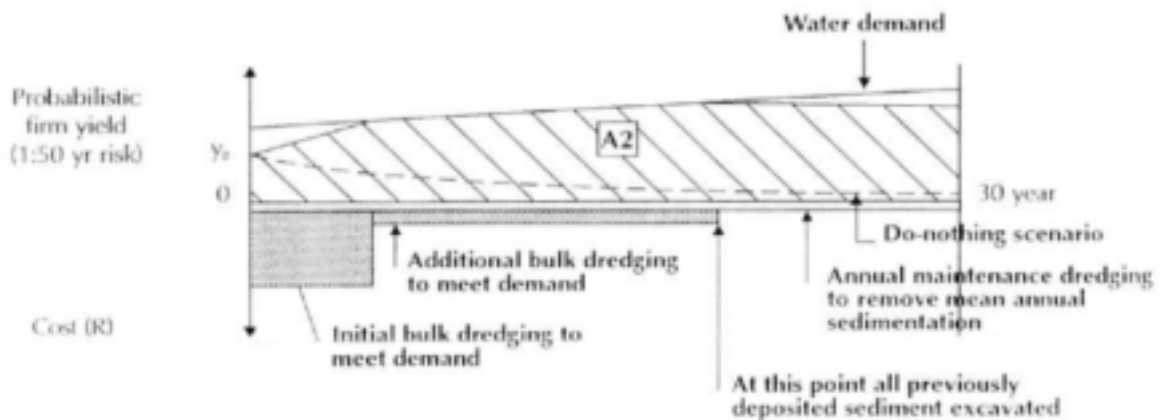 Water demand
Probabilistic
firm yield
(1:50 yr risk)
A2
y₀
0
30 year
Do-nothing scenario
Additional bulk dredging
to meet demand
Annual maintenance dredging
to remove mean annual
sedimentation
Cost (R)
Initial bulk dredging to
meet demand
At this point all previously
deposited sediment excavated